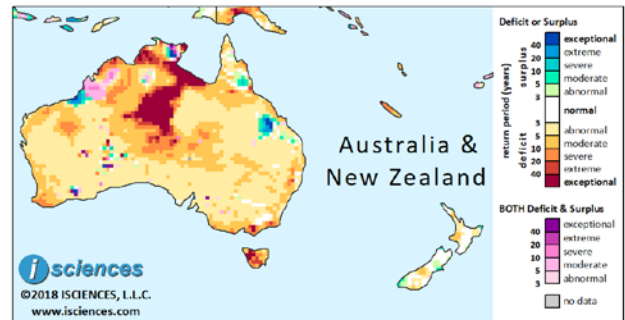 Deficit or Surplus
exceptional
40
extreme
20
severe
10
moderate
5
abnormal
3
surplus
normal
return period (years)
3
abnormal
5
moderate
10
severe
20
extreme
40
exceptional
deficit
Australia &
New Zealand
BOTH Deficit & Surplus
exceptional
40
extreme
20
severe
10
moderate
5
abnormal
3
no data
i sciences
©2018 ISCIENCES, L.L.C.
www.isciences.com